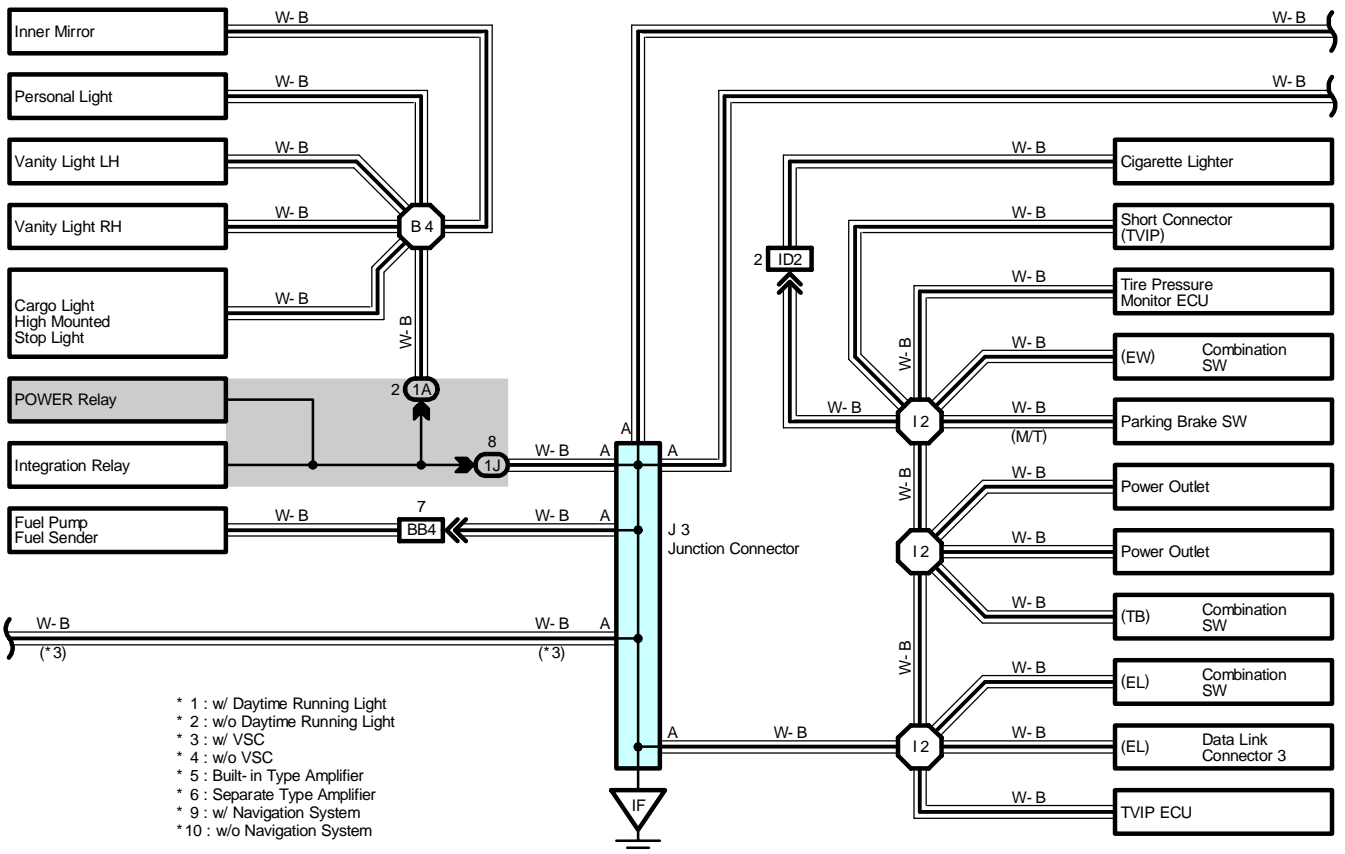 W- B
Inner Mirror
W- B
Personal Light
W- B
Vanity Light LH
W- B
Vanity Light RH
B 4
W- B
Cargo Light
High Mounted
Stop Light
W- B
POWER Relay
2
1A
Integration Relay
8
1J
W- B
A
A
A
Fuel Pump
Fuel Sender
W- B
7
BB4
W- B
A
J 3
Junction Connector
W- B
(*3)
W- B
(*3)
A
* 1 : w/ Daytime Running Light
* 2 : w/o Daytime Running Light
* 3 : w/ VSC
* 4 : w/o VSC
* 5 : Built- in Type Amplifier
* 6 : Separate Type Amplifier
* 9 : w/ Navigation System
*10 : w/o Navigation System
A
W- B
IF
W- B
W- B
W- B
Cigarette Lighter
W- B
Short Connector
(TVIP)
2
ID2
Tire Pressure
Monitor ECU
W- B
W- B
W- B
(EW)
Combination
SW
W- B
I 2
W- B
(M/T)
Parking Brake SW
W- B
W- B
Power Outlet
I 2
W- B
Power Outlet
W- B
(TB)
Combination
SW
W- B
W- B
(EL)
Combination
SW
I 2
W- B
(EL)
Data Link
Connector 3
W- B
TVIP ECU